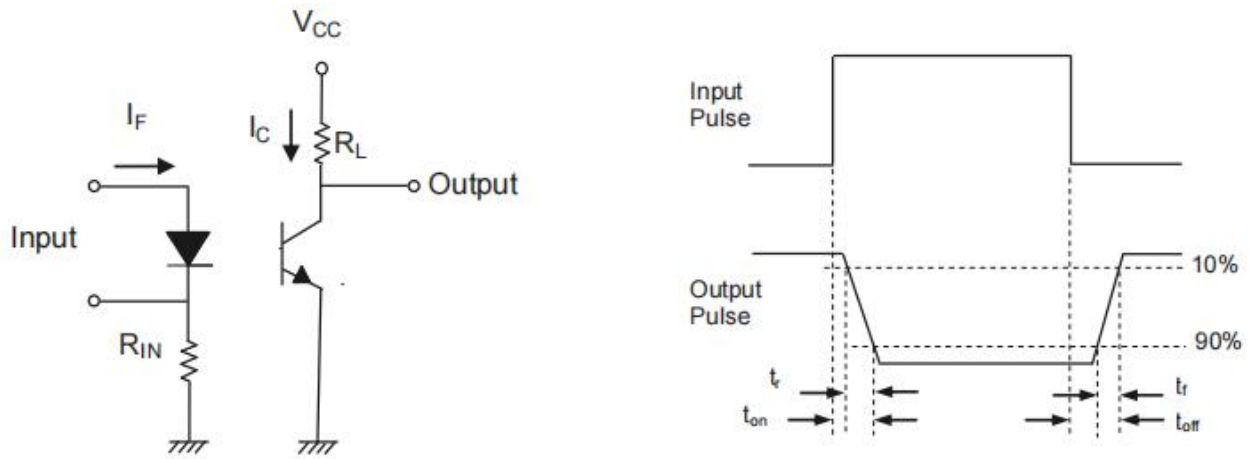 V_CC
I_F
I_C
R_L
Output
Input
R_IN
Input
Pulse
10%
Output
Pulse
90%
t_r
t_f
t_on
t_off